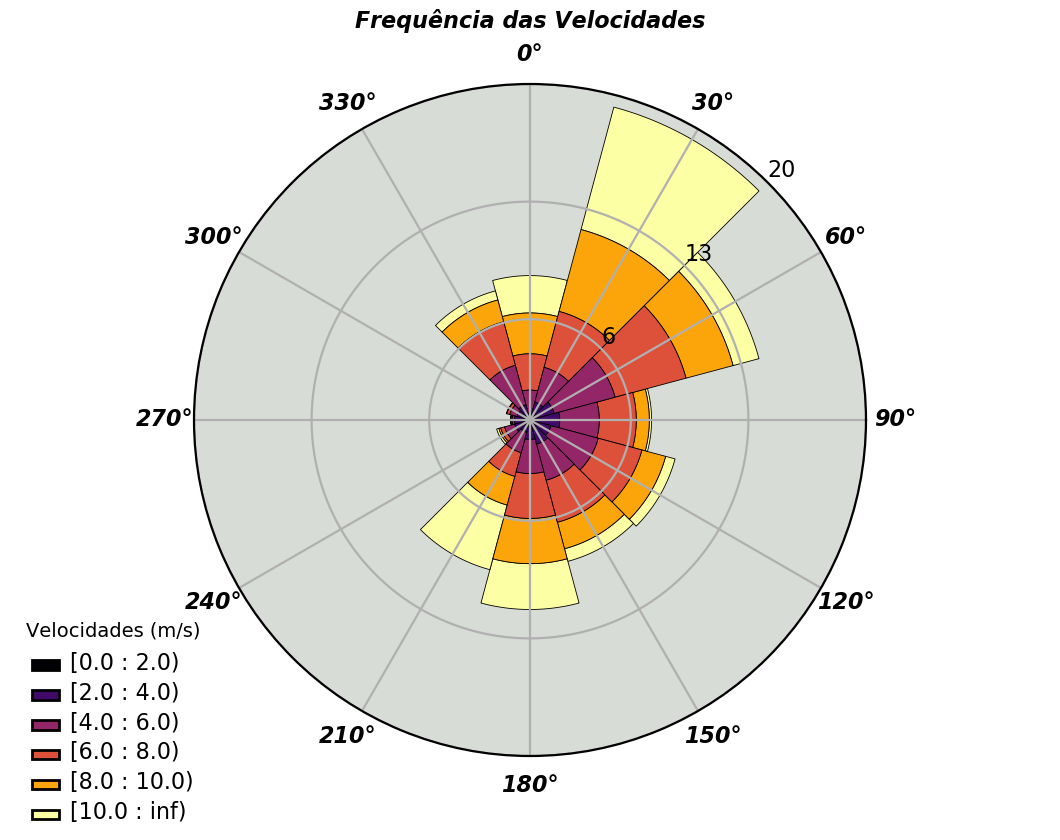 Frequência das Velocidades
0°
330°
30°
20
300°
60°
13
6
270°
90°
240°
120°
210°
150°
180°
Velocidades (m/s)
[0.0 : 2.0)
[2.0 : 4.0)
[4.0 : 6.0)
[6.0 : 8.0)
[8.0 : 10.0)
[10.0 : inf)